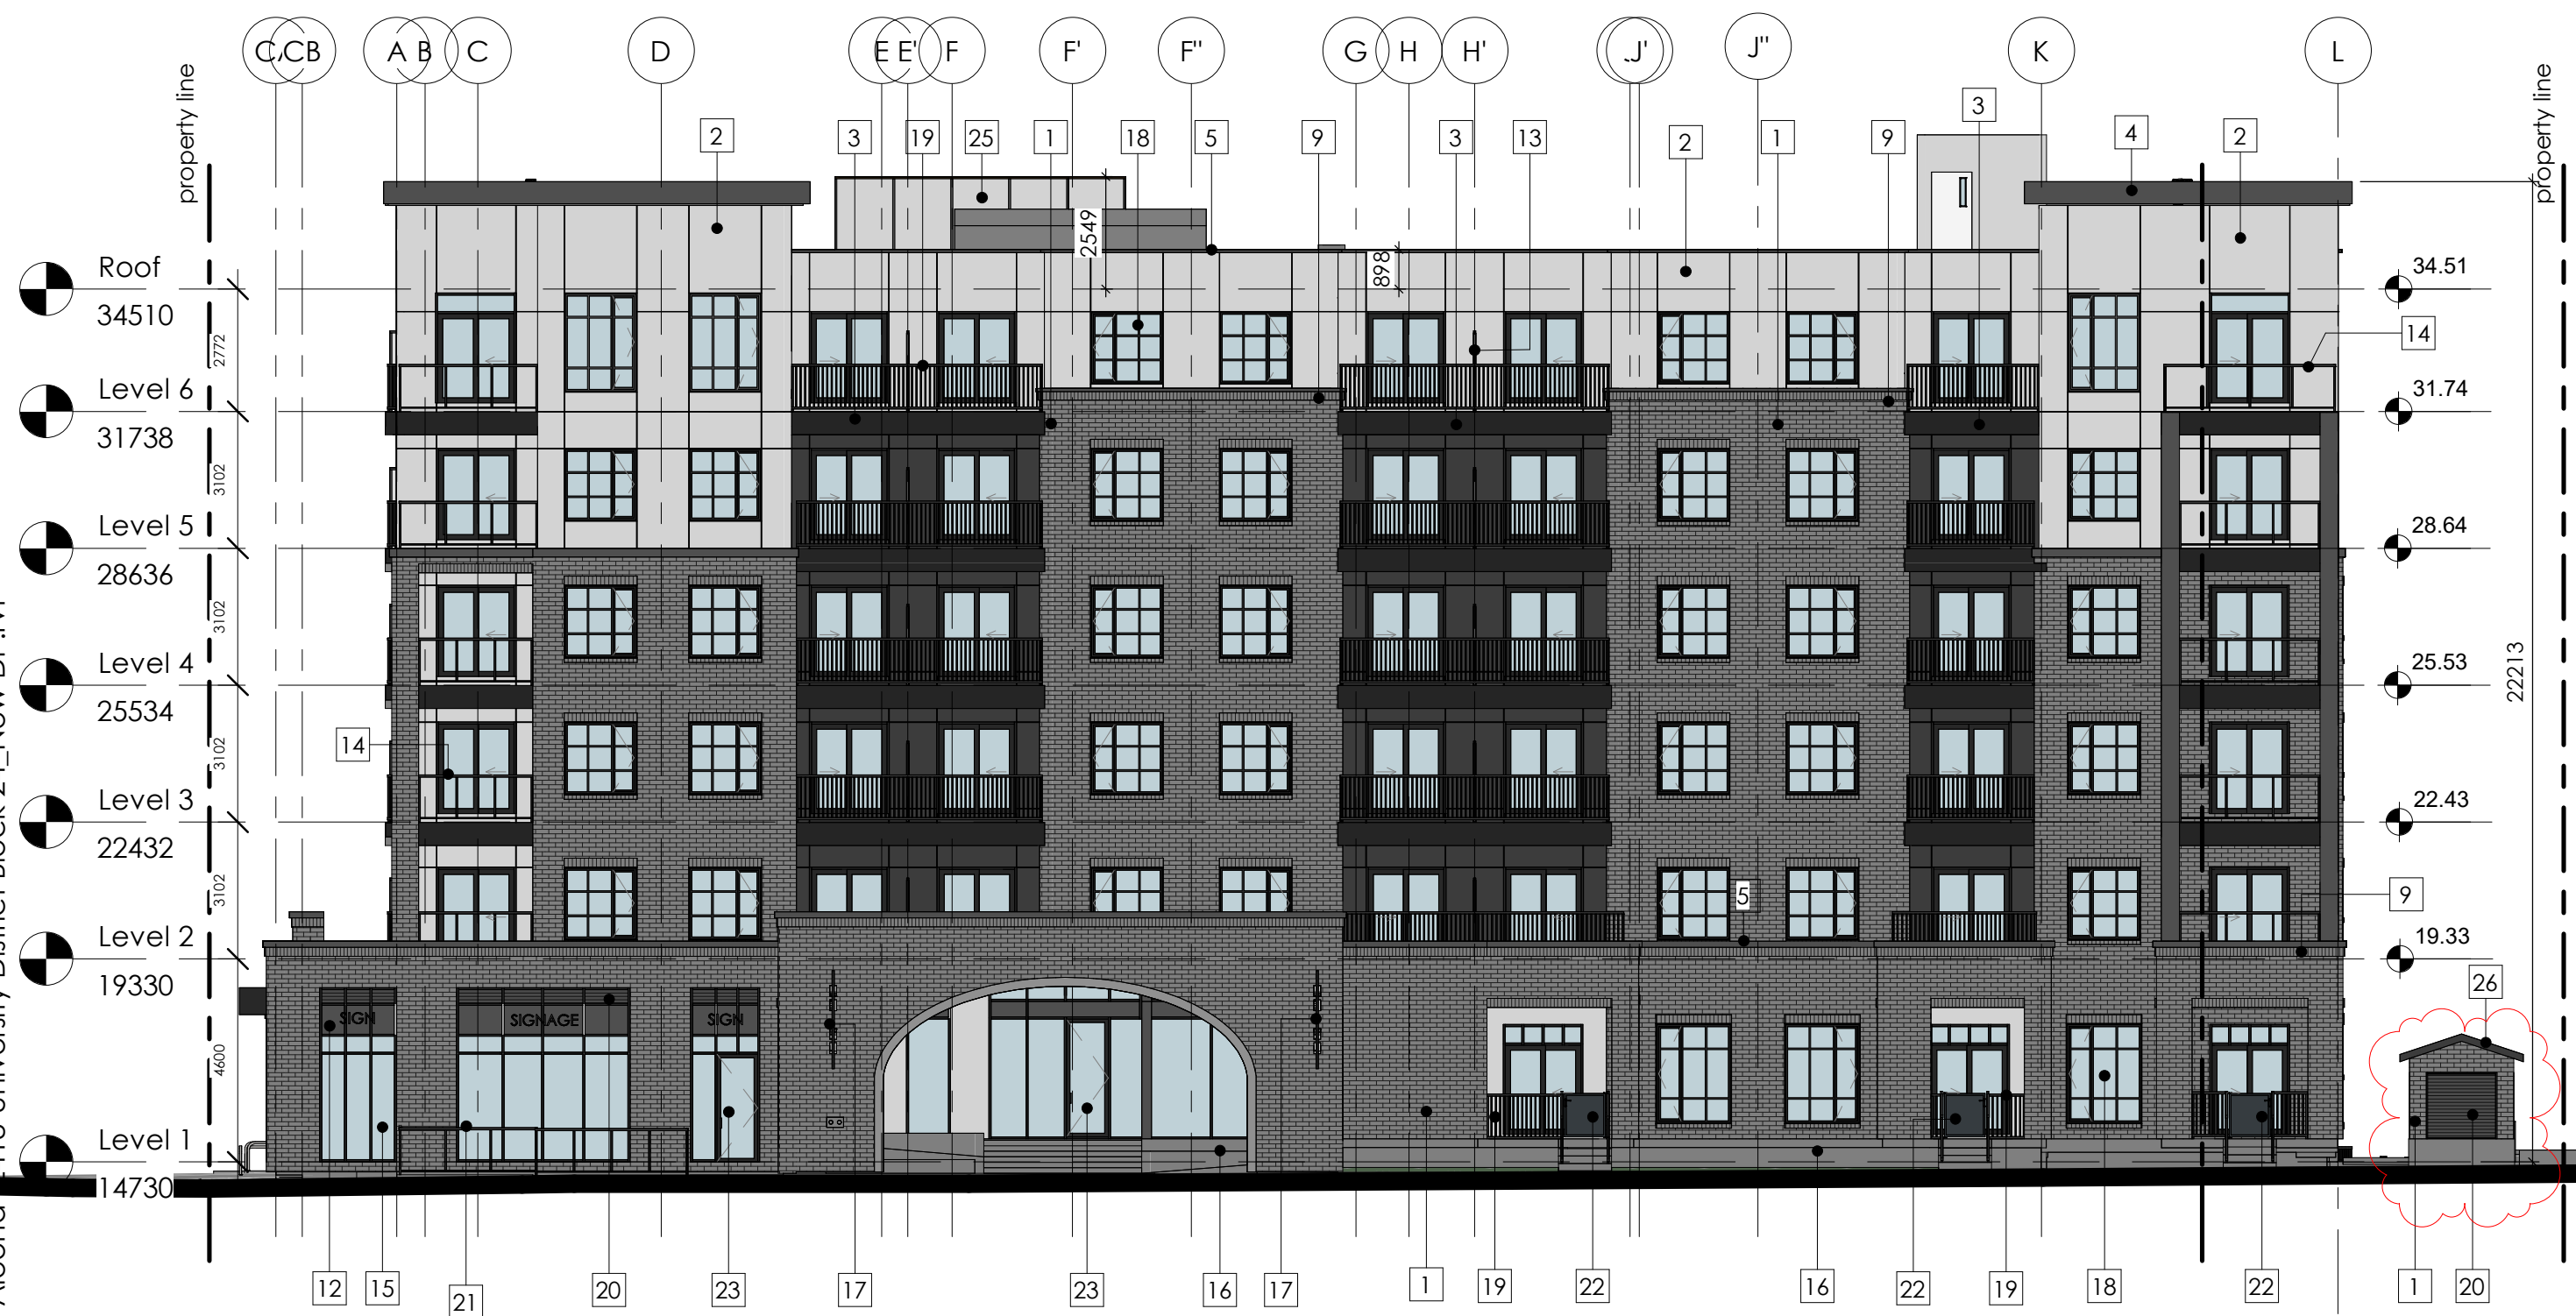 A B C D E E' F F' F'' G H H' J' J'' K L
CB
property line
property line
2 3 19 25 1 18 5 9 3 13 2 1 9 3 4 2
2549
898
Roof
34510
2772
Level 6
31738
3102
Level 5
28636
3102
Level 4
25534
3102
Level 3
22432
3102
Level 2
19330
4600
Level 1
14730
34.51
14
31.74
28.64
25.53
22.43
9
19.33
26
22213
14
5
SIGN
SIGNAGE
SIGN
12 15 21 20 23 17 23 16 17 1 19 22 16 22 19 18 22 1 20